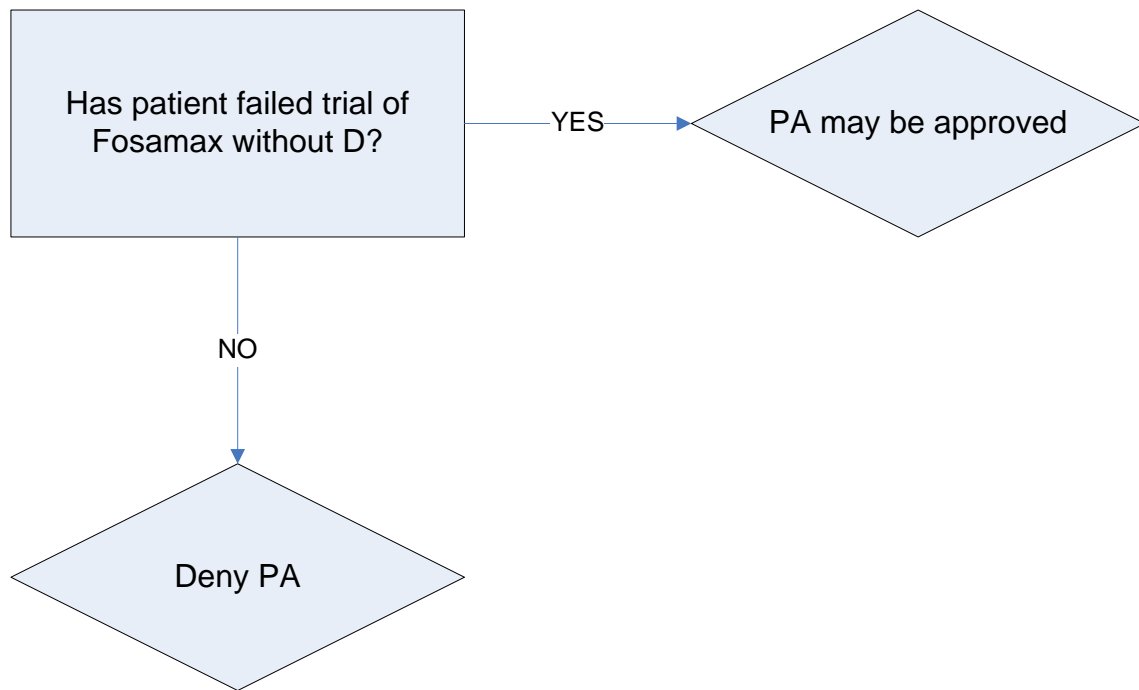 Has patient failed trial of
Fosamax without D?
YES
PA may be approved
NO
Deny PA